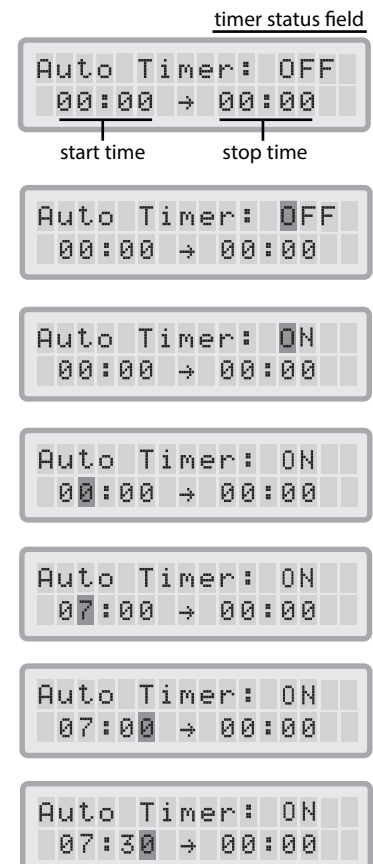 timer status field
Auto Timer: OFF
00:00 → 00:00
start time stop time
Auto Timer: OFF
00:00 → 00:00
Auto Timer: ON
00:00 → 00:00
Auto Timer: ON
00:00 → 00:00
Auto Timer: ON
07:00 → 00:00
Auto Timer: ON
07:00 → 00:00
Auto Timer: ON
07:30 → 00:00